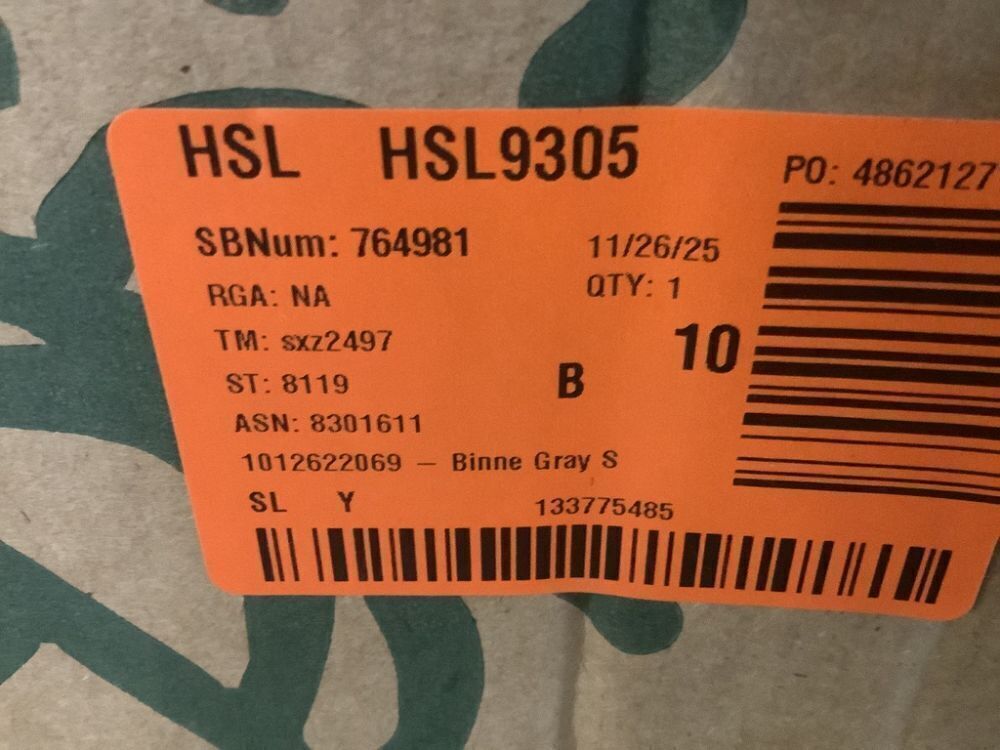 HSL HSL9305
PO: 4862127
SBNum: 764981
11/26/25
RGA: NA
QTY: 1
TM: sxz2497
10
ST: 8119
B
ASN: 8301611
1012622069 – Binne Gray S
SL Y
133775485